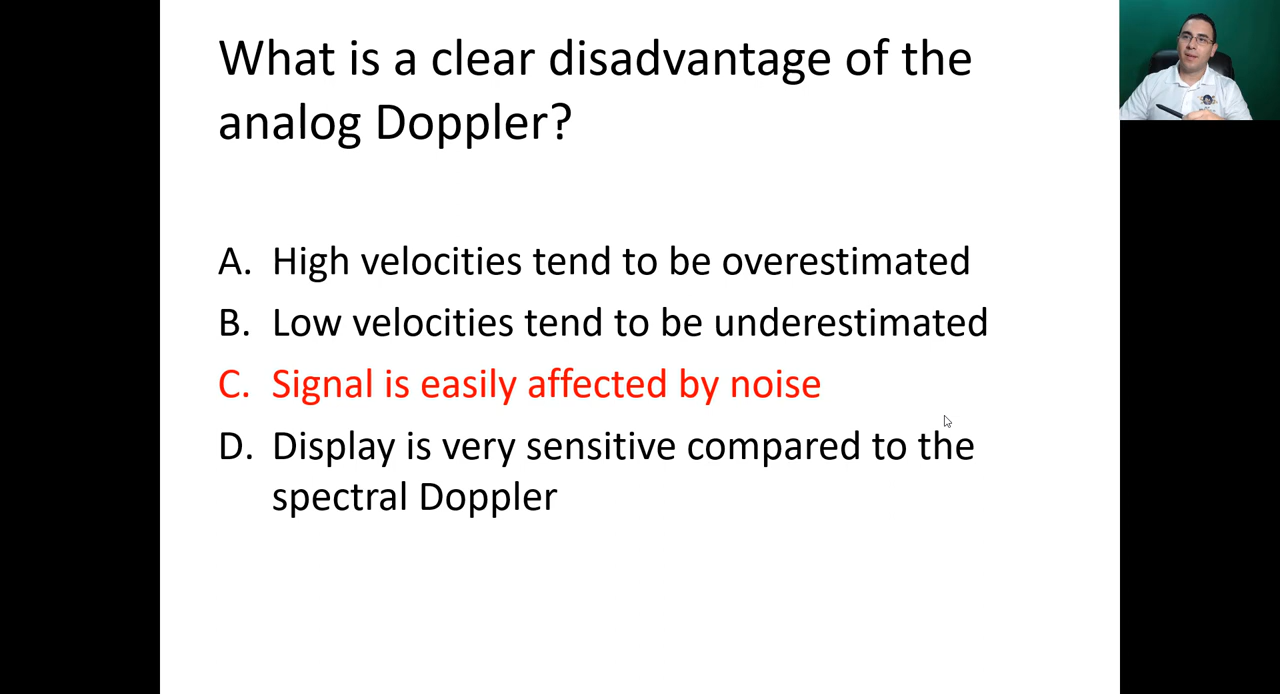 What is a clear disadvantage of the
analog Doppler?
A. High velocities tend to be overestimated
B. Low velocities tend to be underestimated
C. Signal is easily affected by noise
D. Display is very sensitive compared to the
spectral Doppler